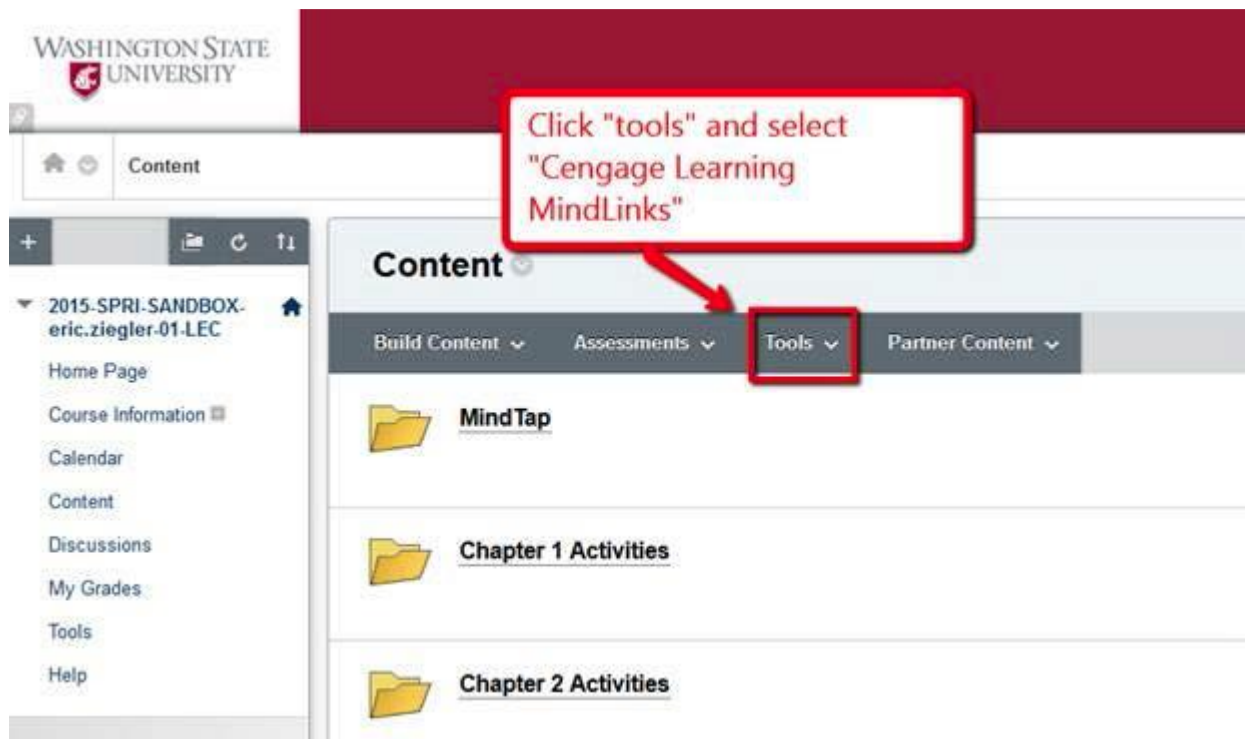 WASHINGTON STATE
UNIVERSITY
Click "tools" and select
"Cengage Learning
MindLinks"
Content
2015-SPRI-SANDBOX-
eric.ziegler-01-LEC
Home Page
Course Information
Calendar
Content
Discussions
My Grades
Tools
Help
Content
Build Content
Assessments
Tools
Partner Content
MindTap
Chapter 1 Activities
Chapter 2 Activities